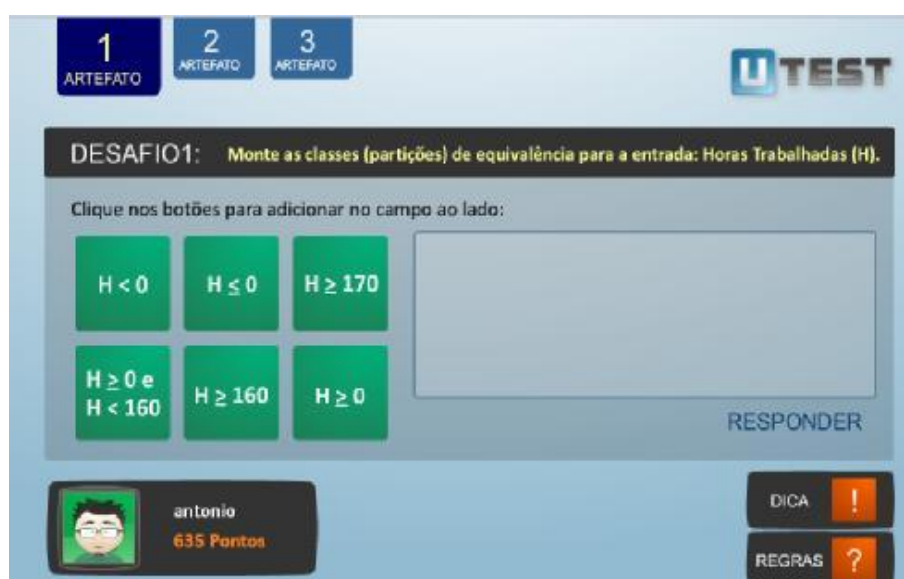 1
ARTEFATO
2
ARTEFATO
3
ARTEFATO
UTEST
DESAFIO1: Monte as classes (partições) de equivalência para a entrada: Horas Trabalhadas (H).
Clique nos botões para adicionar no campo ao lado:
H < 0
H ≤ 0
H ≥ 170
H ≥ 0 e
H < 160
H ≥ 160
H ≥ 0
RESPONDER
antonio
635 Pontos
DICA !
REGRAS ?